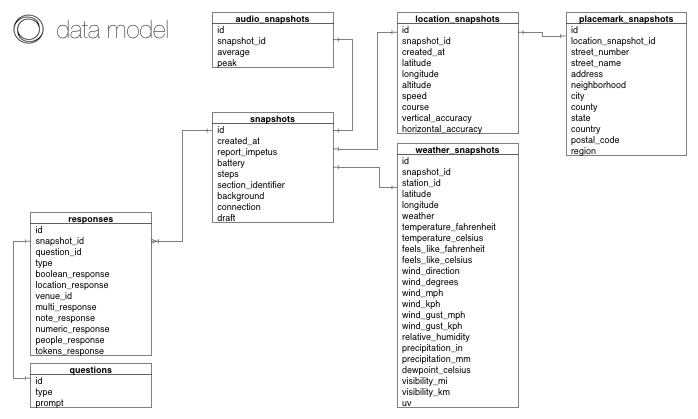 data model
audio_snapshots
id
snapshot_id
average
peak
location_snapshots
id
snapshot_id
created_at
latitude
longitude
altitude
speed
course
vertical_accuracy
horizontal_accuracy
placemark_snapshots
id
location_snapshot_id
street_number
street_name
address
neighborhood
city
county
state
country
postal_code
region
snapshots
id
created_at
report_impetus
battery
steps
section_identifier
background
connection
draft
weather_snapshots
id
snapshot_id
station_id
latitude
longitude
weather
temperature_fahrenheit
temperature_celsius
feels_like_fahrenheit
feels_like_celsius
wind_direction
wind_degrees
wind_mph
wind_kph
wind_gust_mph
wind_gust_kph
relative_humidity
precipitation_in
precipitation_mm
dewpoint_celsius
visibility_mi
visibility_km
uv
responses
id
snapshot_id
question_id
type
boolean_response
location_response
venue_id
multi_response
note_response
numeric_response
people_response
tokens_response
questions
id
type
prompt